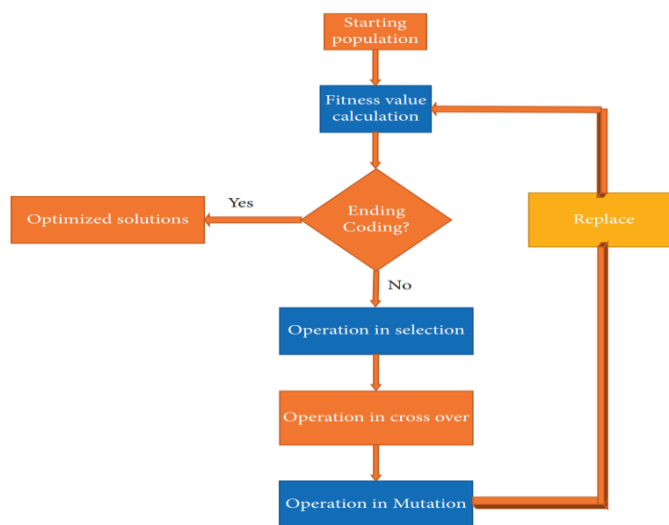 Starting
population
Fitness value
calculation
Yes
Optimized solutions
Ending
Coding?
Replace
No
Operation in selection
Operation in cross over
Operation in Mutation